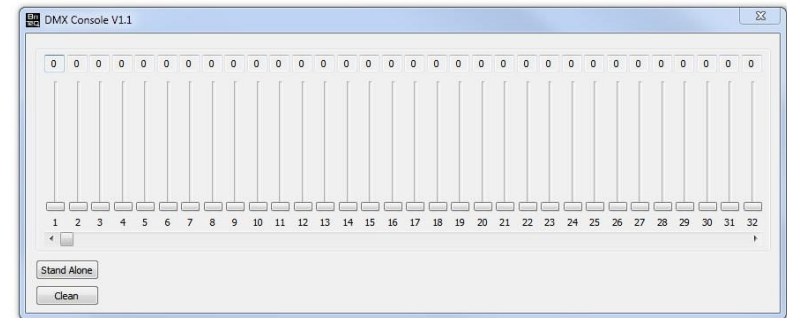 DMX Console V1.1
0 0 0 0 0 0 0 0 0 0 0 0 0 0 0 0 0 0 0 0 0 0 0 0 0 0 0 0 0 0 0 0
1 2 3 4 5 6 7 8 9 10 11 12 13 14 15 16 17 18 19 20 21 22 23 24 25 26 27 28 29 30 31 32
Stand Alone
Clean